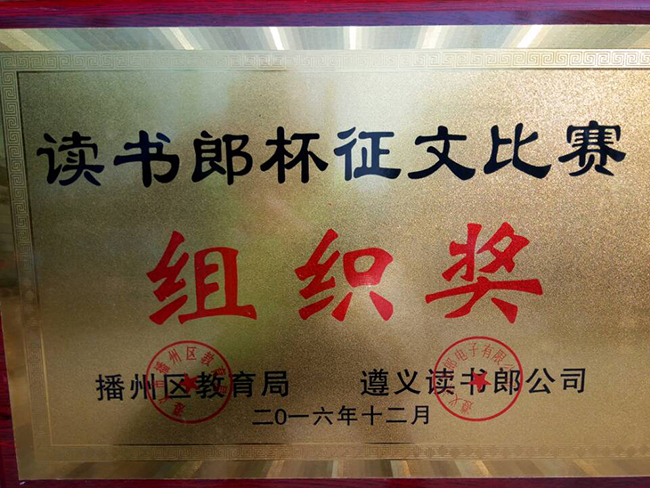 读书郎杯征文比赛
组织奖
播州区教育局 遵义读书郎公司
二O一六年十二月